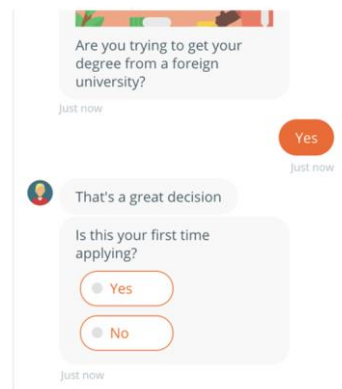 Are you trying to get your
degree from a foreign
university?
Just now
Yes
Just now
That's a great decision
Is this your first time
applying?
Yes
No
Just now